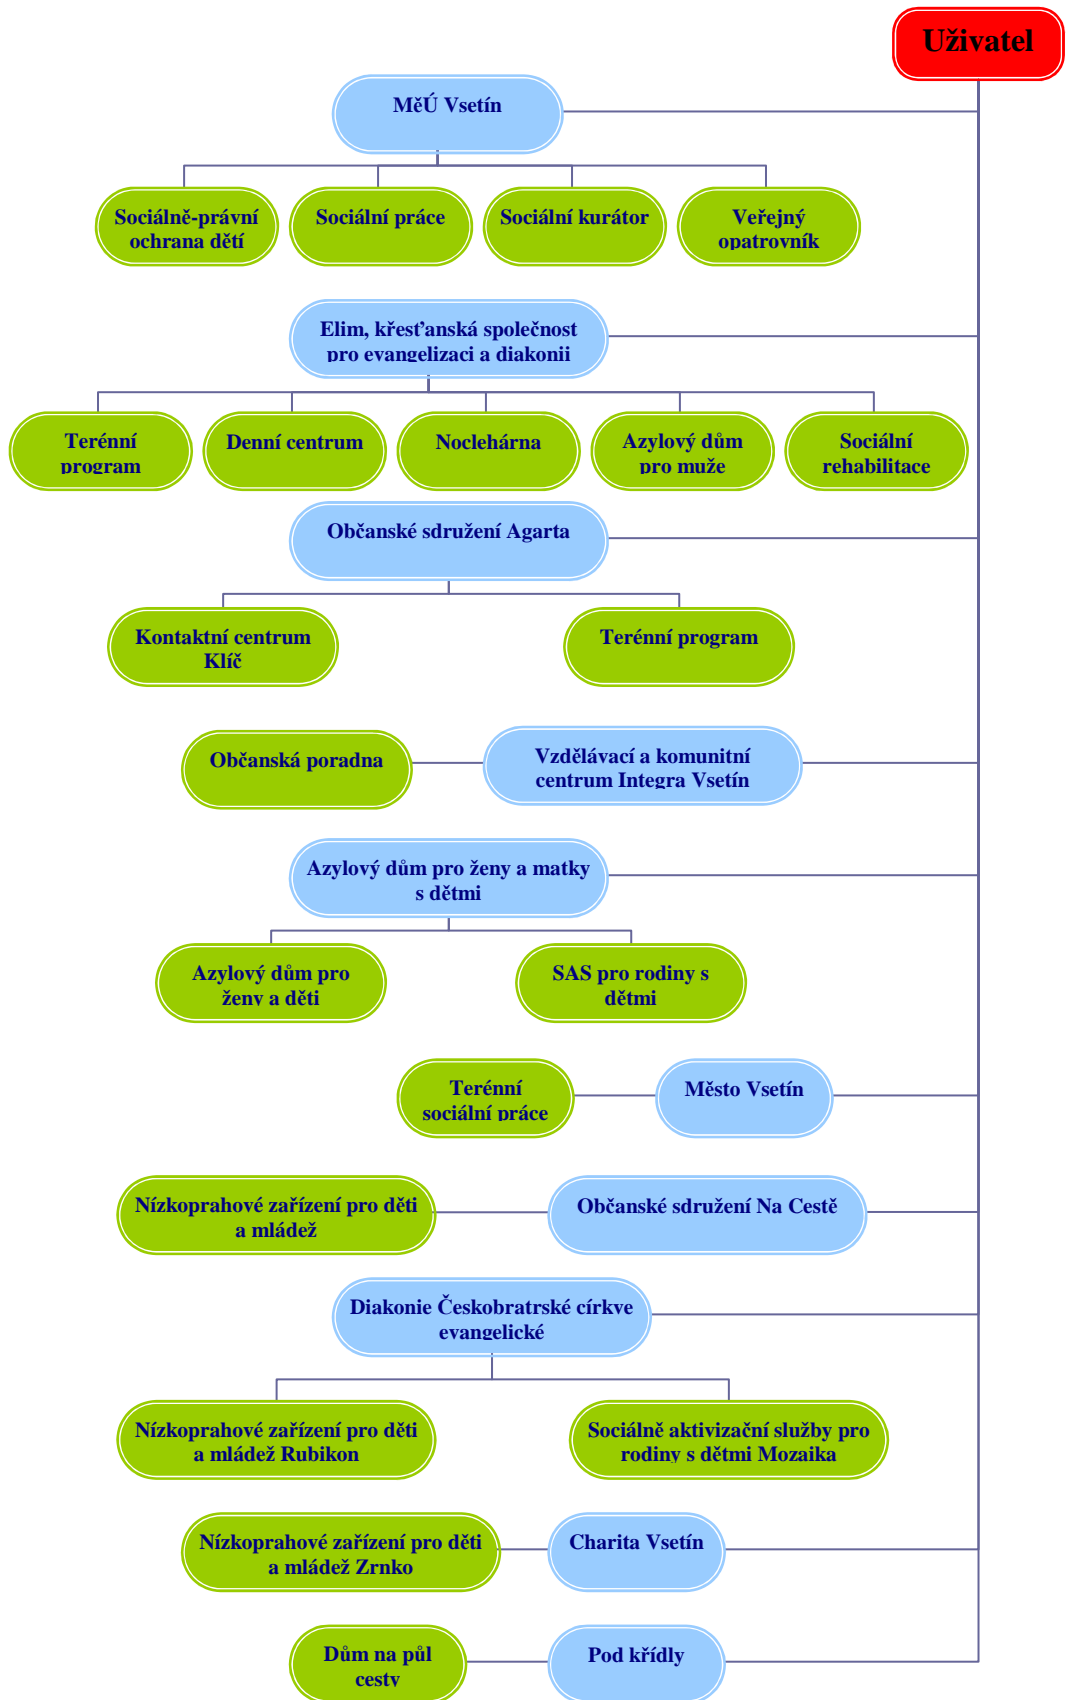 Uživatel
MěÚ Vsetín
Sociálně-právní
ochrana dětí
Sociální práce
Sociální kurátor
Veřejný
opatrovník
Elim, křesťanská společnost
pro evangelizaci a diakonii
Terénní
program
Denní centrum
Noclehárna
Azylový dům
pro muže
Sociální
rehabilitace
Občanské sdružení Agarta
Kontaktní centrum
Klíč
Terénní program
Občanská poradna
Vzdělávací a komunitní
centrum Integra Vsetín
Azylový dům pro ženy a matky
s dětmi
Azylový dům pro
ženy a děti
SAS pro rodiny s
dětmi
Terénní
sociální práce
Město Vsetín
Nízkoprahové zařízení pro děti
a mládež
Občanské sdružení Na Cestě
Diakonie Českobratrské církve
evangelické
Nízkoprahové zařízení pro děti
a mládež Rubikon
Sociálně aktivizační služby pro
rodiny s dětmi Mozaika
Nízkoprahové zařízení pro děti
a mládež Zrnko
Charita Vsetín
Dům na půl
cesty
Pod křídly